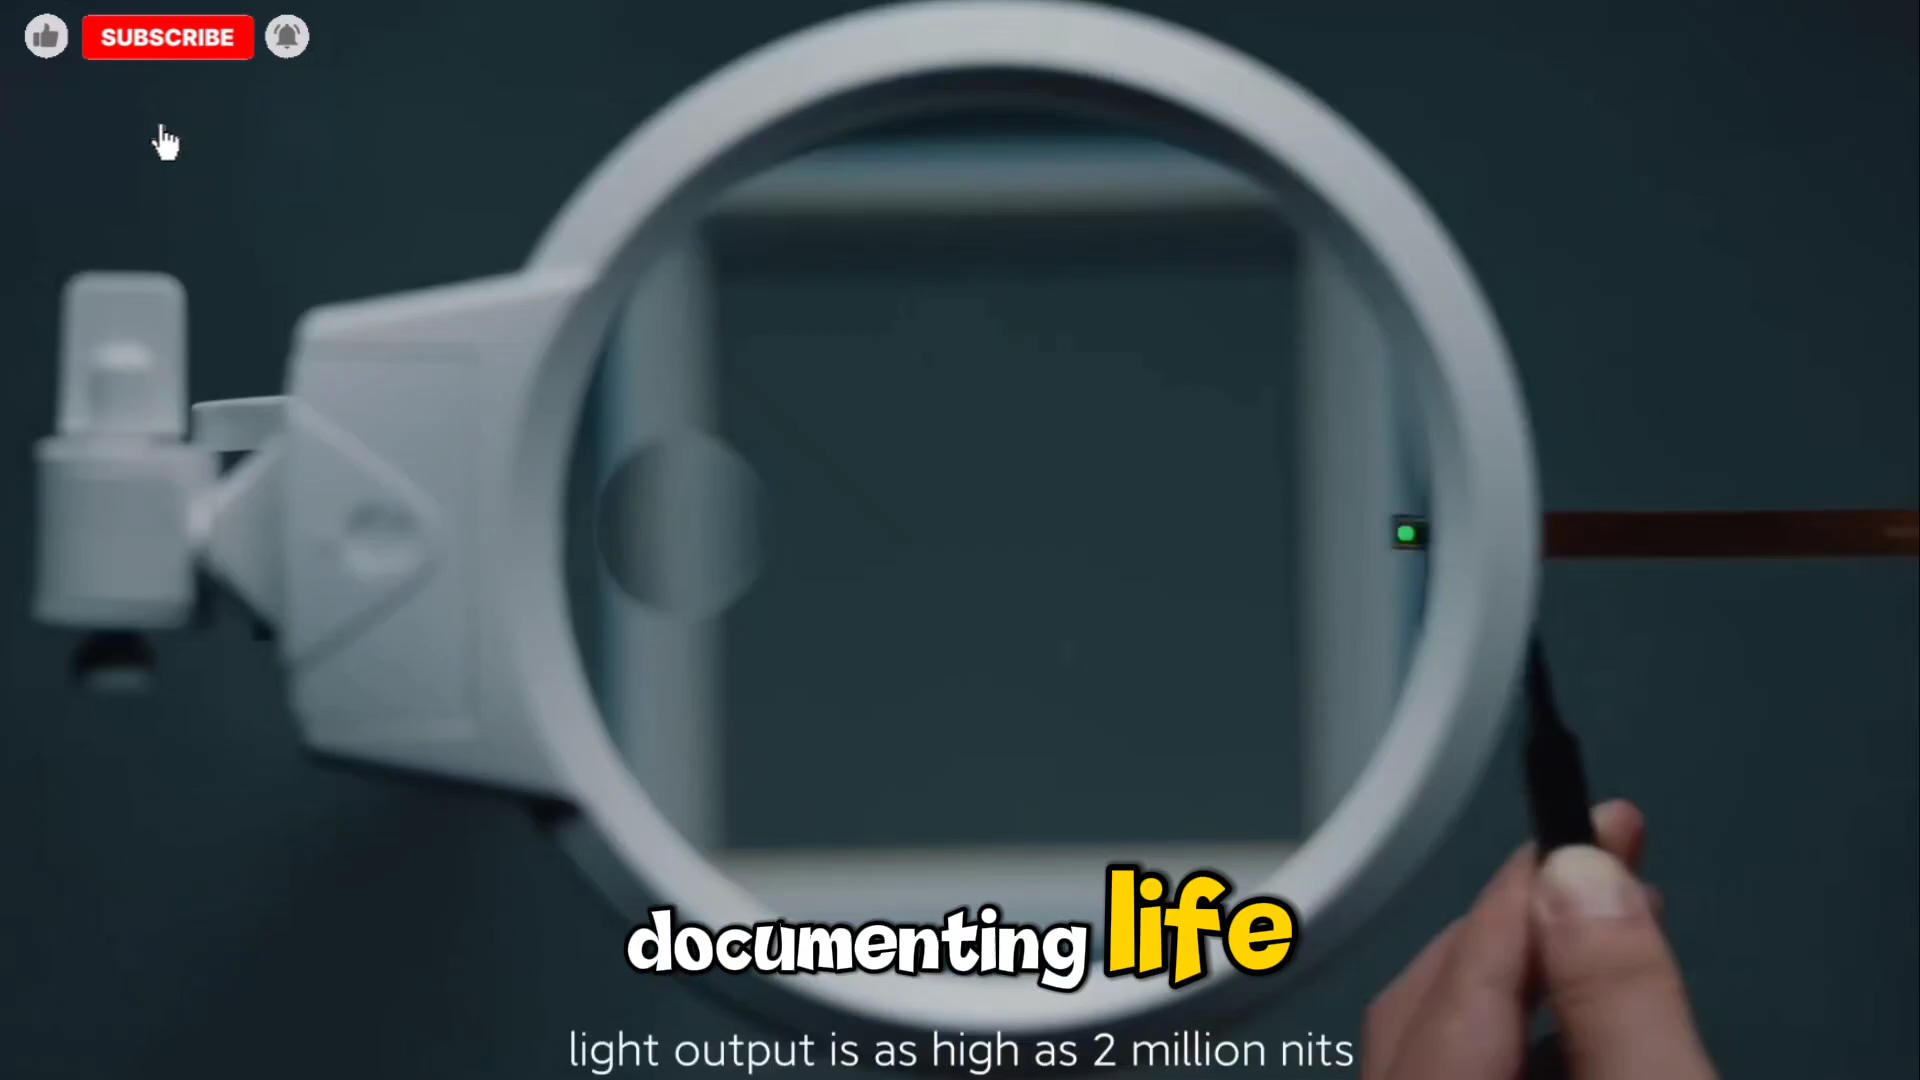 SUBSCRIBE
documenting life
light output is as high as 2 million nits